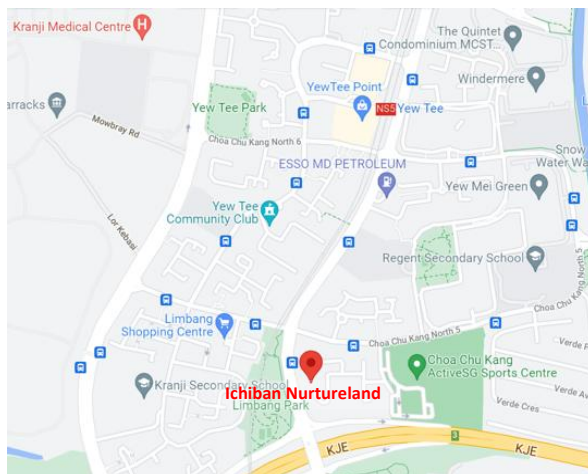 Kranji Medical Centre
H
The Quintet
Condominium MCST...
Windermere
YewTee Point
NS5 Yew Tee
Yew Tee Park
arracks
Mowbray Rd
Choa Chu Kang North 6
ESSO MD PETROLEUM
Snow
Water Wa
Yew Mei Green
Yew Tee
Community Club
Lor Kebasi
Regent Secondary School
Choa Chu Kang North 5
Limbang
Shopping Centre
Choa Chu Kang North 5
Verde P
Choa Chu Kang
ActiveSG Sports Centre
Kranji Secondary School
Ichiban Nurtureland
Limbang Park
Verde Av
Verde Cres
3
KJE
KJE